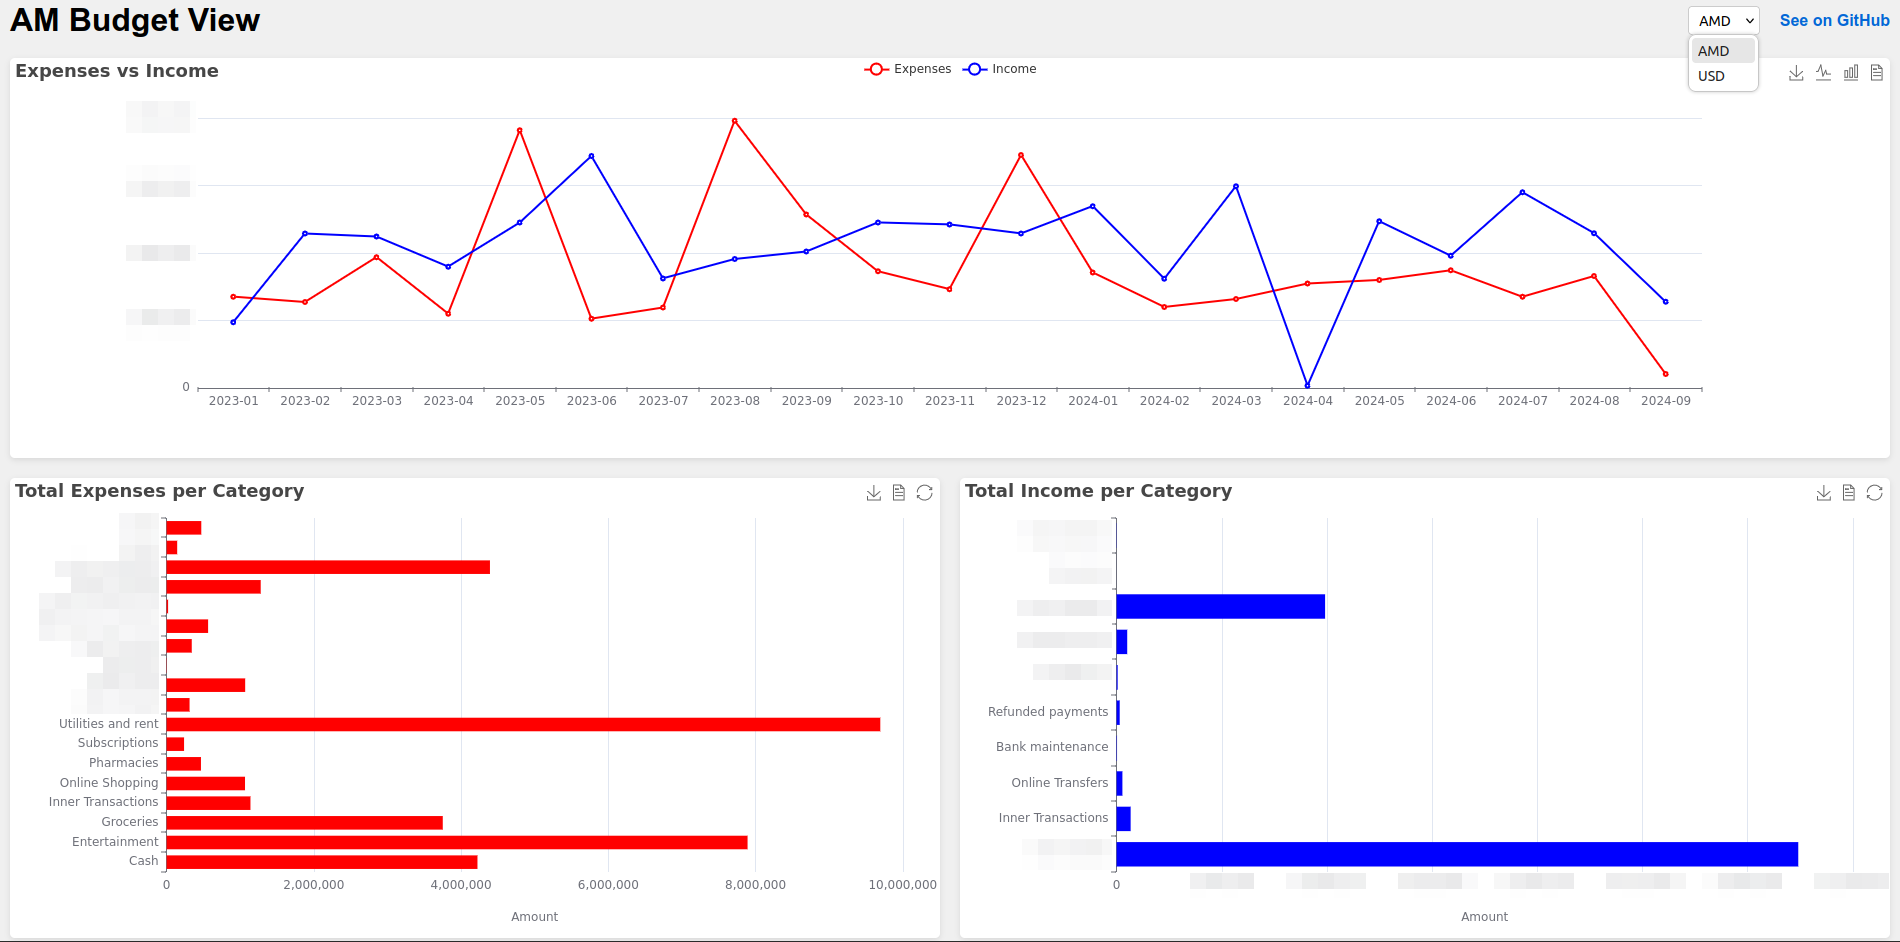 AM Budget View
AMD
See on GitHub
AMD
USD
Expenses vs Income
Expenses
Income
0
2023-01 2023-02 2023-03 2023-04 2023-05 2023-06 2023-07 2023-08 2023-09 2023-10 2023-11 2023-12 2024-01 2024-02 2024-03 2024-04 2024-05 2024-06 2024-07 2024-08 2024-09
Total Expenses per Category
Utilities and rent
Subscriptions
Pharmacies
Online Shopping
Inner Transactions
Groceries
Entertainment
Cash
0 2,000,000 4,000,000 6,000,000 8,000,000 10,000,000
Amount
Total Income per Category
Refunded payments
Bank maintenance
Online Transfers
Inner Transactions
0
Amount